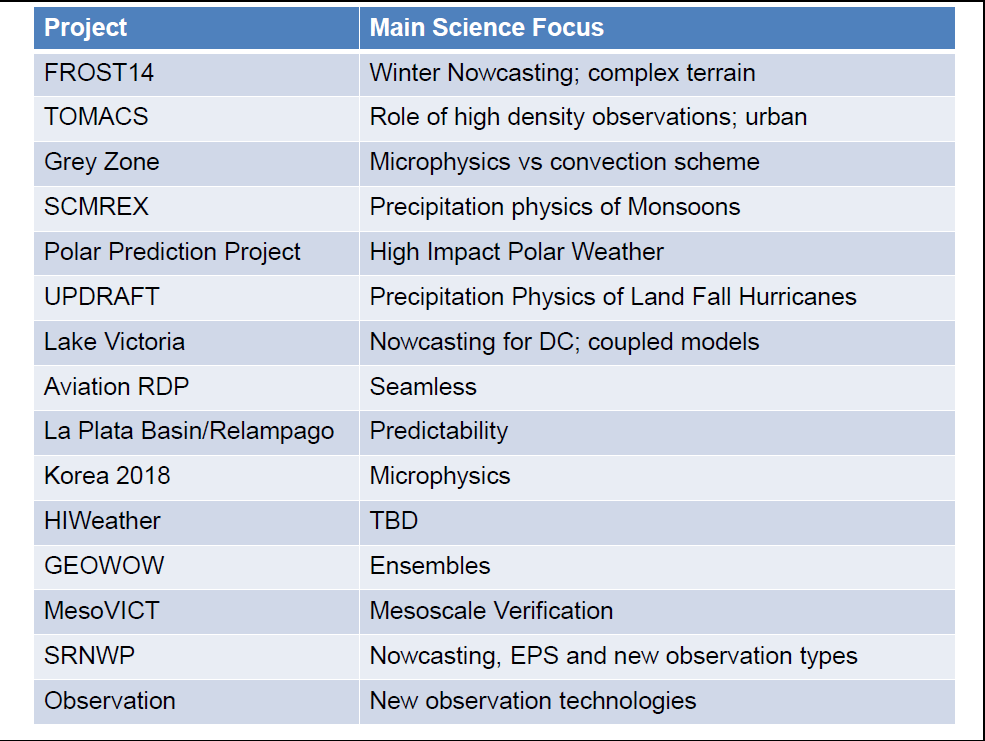 Project Main Science Focus
FROST14 Winter Nowcasting; complex terrain
TOMACS Role of high density observations; urban
Grey Zone Microphysics vs convection scheme
SCMREX Precipitation physics of Monsoons
Polar Prediction Project High Impact Polar Weather
UPDRAFT Precipitation Physics of Land Fall Hurricanes
Lake Victoria Nowcasting for DC; coupled models
Aviation RDP Seamless
La Plata Basin/Relampago Predictability
Korea 2018 Microphysics
HIWeather TBD
GEOWOW Ensembles
MesoVICT Mesoscale Verification
SRNWP Nowcasting, EPS and new observation types
Observation New observation technologies